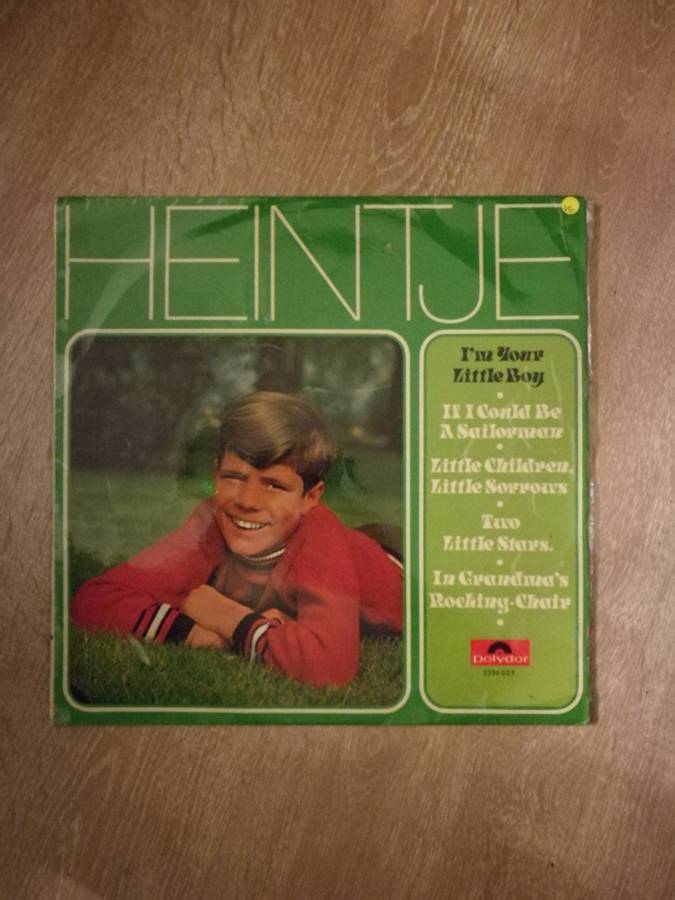 HEINTJE
I'm Your
Little Boy
If I Could Be
A Sailorman
Little Children,
Little Sorrows
Two
Little Stars.
In Grandma's
Rocking-Chair
Polydor